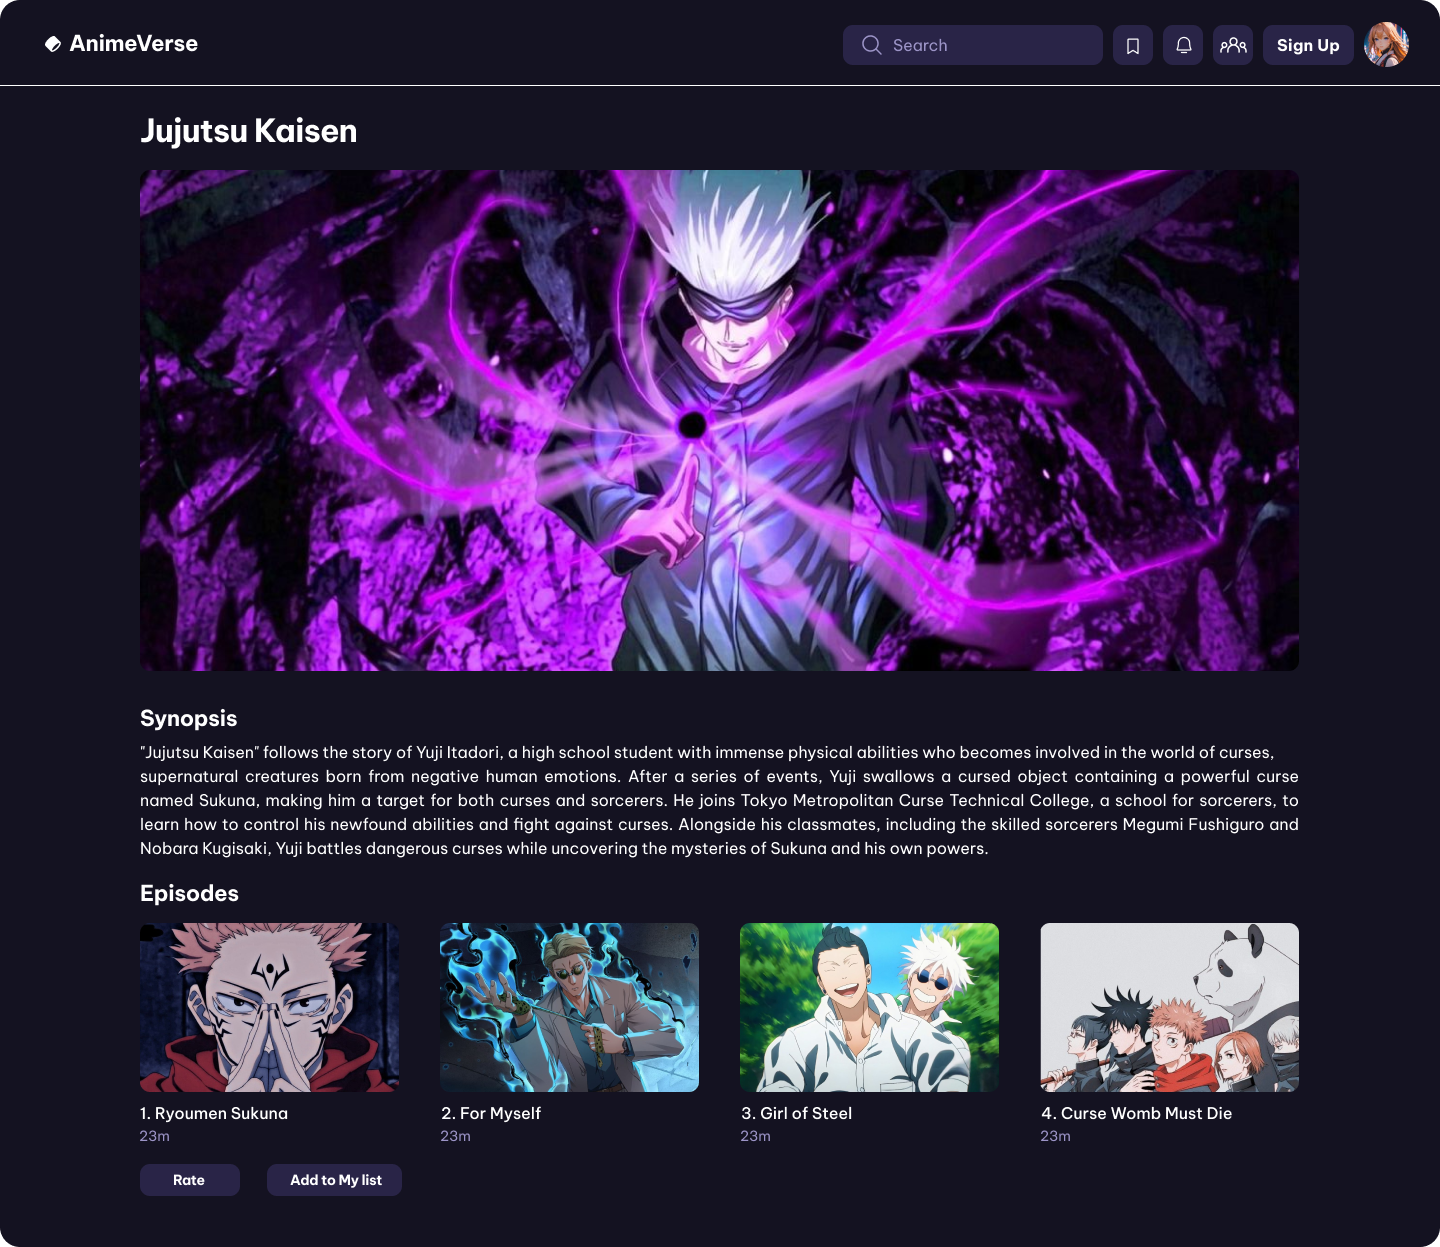 AnimeVerse
Search
Sign Up
Jujutsu Kaisen
Synopsis
"Jujutsu Kaisen" follows the story of Yuji Itadori, a high school student with immense physical abilities who becomes involved in the world of curses,
supernatural creatures born from negative human emotions. After a series of events, Yuji swallows a cursed object containing a powerful curse
named Sukuna, making him a target for both curses and sorcerers. He joins Tokyo Metropolitan Curse Technical College, a school for sorcerers, to
learn how to control his newfound abilities and fight against curses. Alongside his classmates, including the skilled sorcerers Megumi Fushiguro and
Nobara Kugisaki, Yuji battles dangerous curses while uncovering the mysteries of Sukuna and his own powers.
Episodes
1. Ryoumen Sukuna
23m
2. For Myself
23m
3. Girl of Steel
23m
4. Curse Womb Must Die
23m
Rate
Add to My list